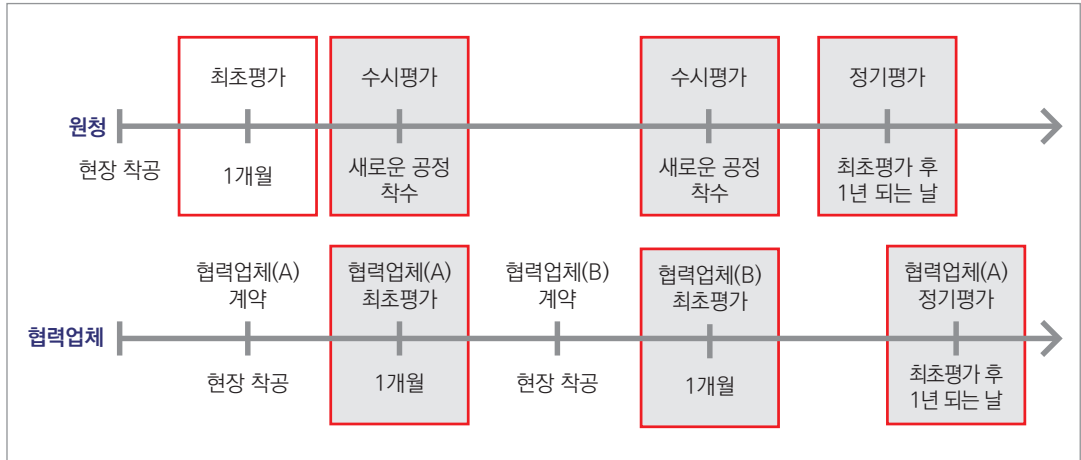 최초평가
수시평가
수시평가
정기평가
원청
현장 착공
1개월
새로운 공정
착수
새로운 공정
착수
최초평가 후
1년 되는 날
협력업체(A)
계약
협력업체(A)
최초평가
협력업체(B)
계약
협력업체(B)
최초평가
협력업체(A)
정기평가
협력업체
현장 착공
1개월
현장 착공
1개월
최초평가 후
1년 되는 날